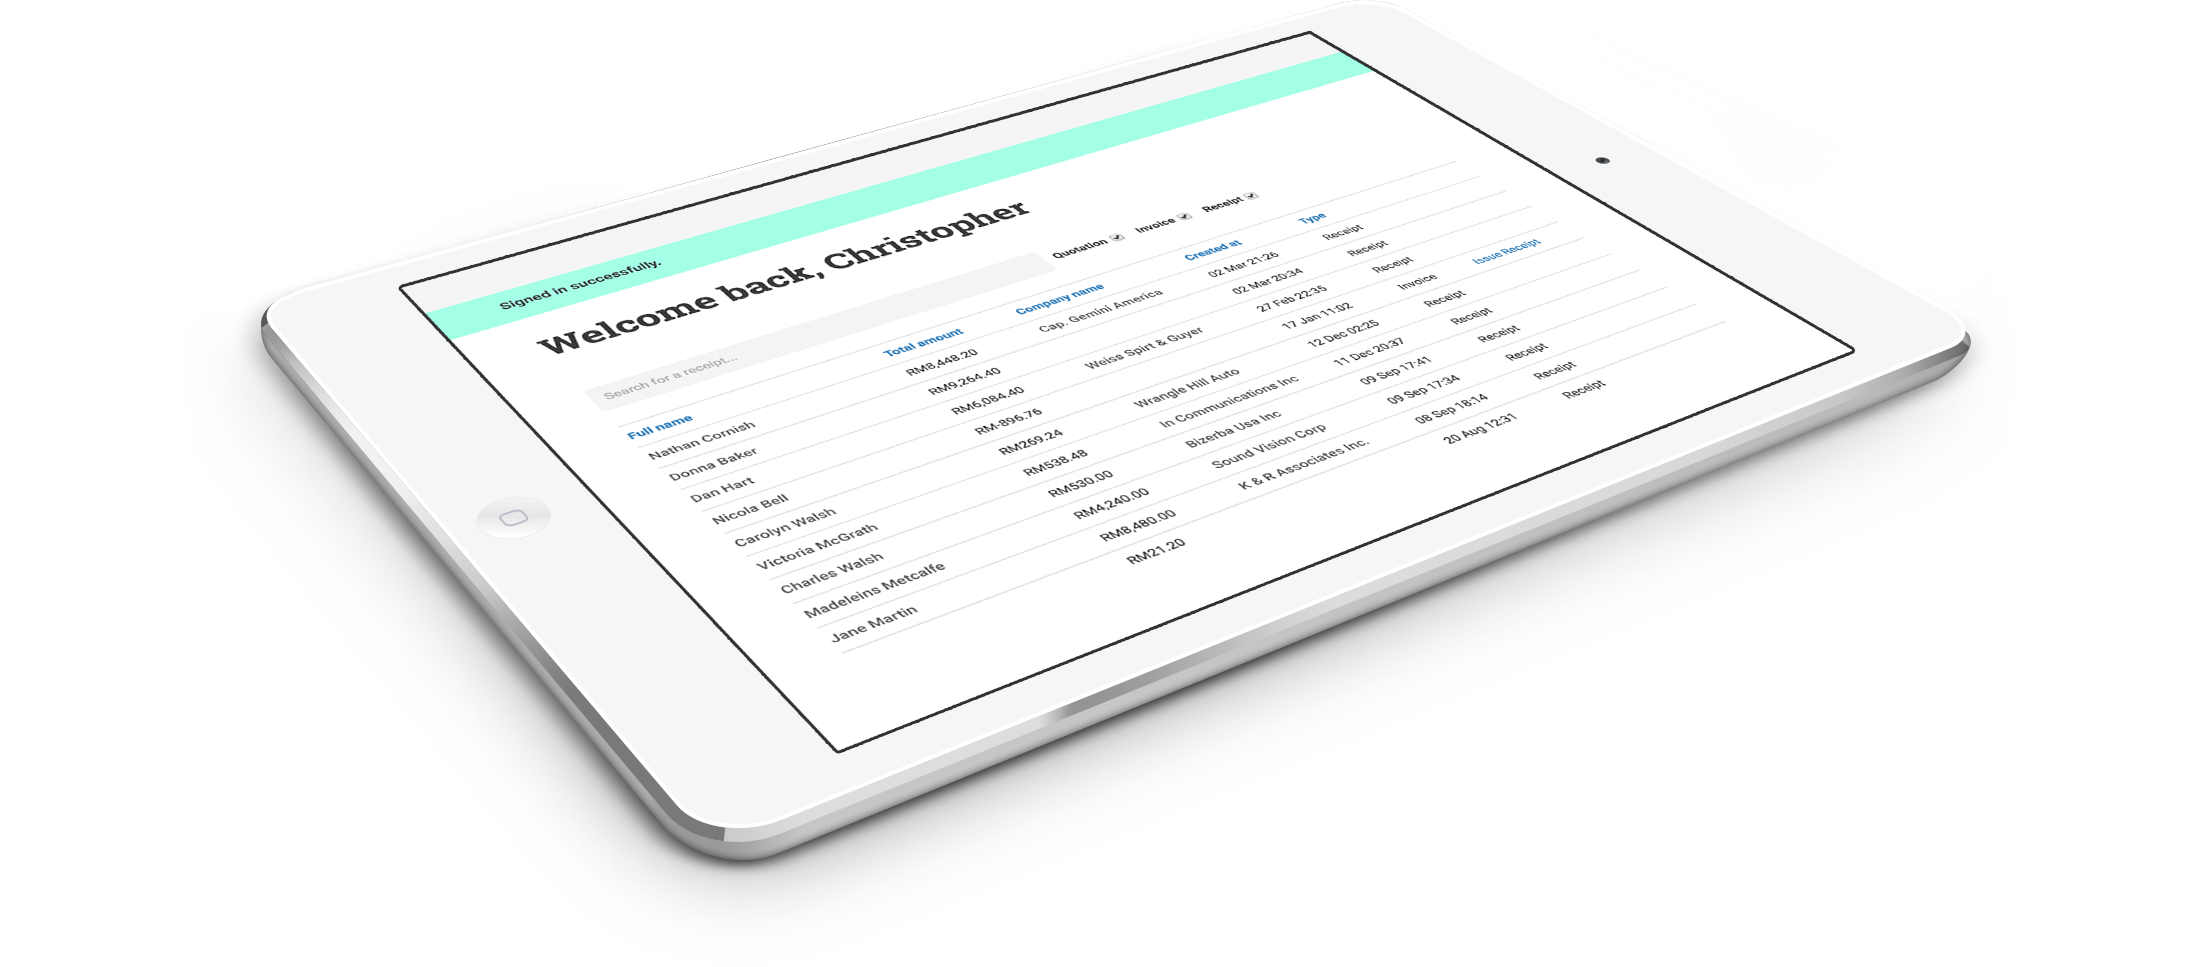 Signed in successfully.
Welcome back, Christopher
Search for a receipt... Quotation Invoice Receipt
Full name Total amount Company name Created at Type
Nathan Cornish RM8,448.20 Cap. Gemini America 02 Mar 21:26 Receipt
Donna Baker RM9,264.40 02 Mar 20:34 Receipt
Dan Hart RM6,084.40 Weiss Spirt & Guyer 27 Feb 22:35 Receipt
Nicola Bell RM-896.76 17 Jan 11:02 Invoice Issue Receipt
Carolyn Walsh RM269.24 Wrangle Hill Auto 12 Dec 02:25 Receipt
Victoria McGrath RM538.48 In Communications Inc 11 Dec 20:37 Receipt
Charles Walsh RM530.00 Bizerba Usa Inc 09 Sep 17:41 Receipt
Madeleins Metcalfe RM4,240.00 Sound Vision Corp 09 Sep 17:34 Receipt
Jane Martin RM8,480.00 K & R Associates Inc. 08 Sep 18:14 Receipt
RM21.20 20 Aug 12:31 Receipt